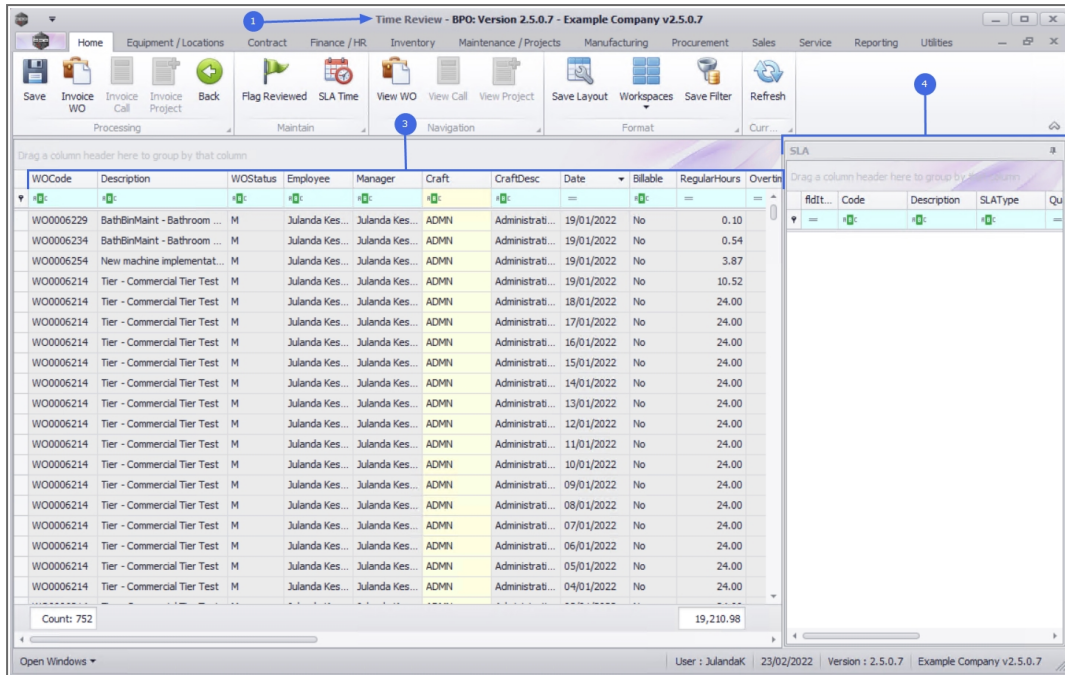 1
Time Review - BPO: Version 2.5.0.7 - Example Company v2.5.0.7
Home Equipment / Locations Contract Finance / HR Inventory Maintenance / Projects Manufacturing Procurement Sales Service Reporting Utilities
4
Save Invoice WO Invoice Call Invoice Project Back Flag Reviewed SLA Time View WO View Call View Project Save Layout Workspaces Save Filter Refresh
Processing Maintain Navigation Format Curr...
3
Drag a column header here to group by that column
WOCode Description WOStatus Employee Manager Craft CraftDesc Date Billable RegularHours Overtim
WO0006229 BathBinMaint - Bathroom ... M Julanda Kes... Julanda Kes... ADMN Administrati... 19/01/2022 No 0.10
WO0006234 BathBinMaint - Bathroom ... M Julanda Kes... Julanda Kes... ADMN Administrati... 19/01/2022 No 0.54
WO0006254 New machine implementat... M Julanda Kes... Julanda Kes... ADMN Administrati... 19/01/2022 No 3.87
WO0006214 Tier - Commercial Tier Test M Julanda Kes... Julanda Kes... ADMN Administrati... 19/01/2022 No 10.52
WO0006214 Tier - Commercial Tier Test M Julanda Kes... Julanda Kes... ADMN Administrati... 18/01/2022 No 24.00
WO0006214 Tier - Commercial Tier Test M Julanda Kes... Julanda Kes... ADMN Administrati... 17/01/2022 No 24.00
WO0006214 Tier - Commercial Tier Test M Julanda Kes... Julanda Kes... ADMN Administrati... 16/01/2022 No 24.00
WO0006214 Tier - Commercial Tier Test M Julanda Kes... Julanda Kes... ADMN Administrati... 15/01/2022 No 24.00
WO0006214 Tier - Commercial Tier Test M Julanda Kes... Julanda Kes... ADMN Administrati... 14/01/2022 No 24.00
WO0006214 Tier - Commercial Tier Test M Julanda Kes... Julanda Kes... ADMN Administrati... 13/01/2022 No 24.00
WO0006214 Tier - Commercial Tier Test M Julanda Kes... Julanda Kes... ADMN Administrati... 12/01/2022 No 24.00
WO0006214 Tier - Commercial Tier Test M Julanda Kes... Julanda Kes... ADMN Administrati... 11/01/2022 No 24.00
WO0006214 Tier - Commercial Tier Test M Julanda Kes... Julanda Kes... ADMN Administrati... 10/01/2022 No 24.00
WO0006214 Tier - Commercial Tier Test M Julanda Kes... Julanda Kes... ADMN Administrati... 09/01/2022 No 24.00
WO0006214 Tier - Commercial Tier Test M Julanda Kes... Julanda Kes... ADMN Administrati... 08/01/2022 No 24.00
WO0006214 Tier - Commercial Tier Test M Julanda Kes... Julanda Kes... ADMN Administrati... 07/01/2022 No 24.00
WO0006214 Tier - Commercial Tier Test M Julanda Kes... Julanda Kes... ADMN Administrati... 06/01/2022 No 24.00
WO0006214 Tier - Commercial Tier Test M Julanda Kes... Julanda Kes... ADMN Administrati... 05/01/2022 No 24.00
WO0006214 Tier - Commercial Tier Test M Julanda Kes... Julanda Kes... ADMN Administrati... 04/01/2022 No 24.00
Count: 752 19,210.98
SLA
Drag a column header here to group by that column
fldIt... Code Description SLAType Qu
Open Windows User : JulandaK 23/02/2022 Version : 2.5.0.7 Example Company v2.5.0.7